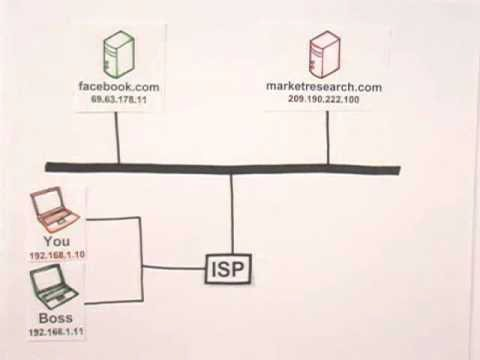 facebook.com
69.63.178.11
marketresearch.com
209.190.222.100
You
192.168.1.10
ISP
Boss
192.168.1.11